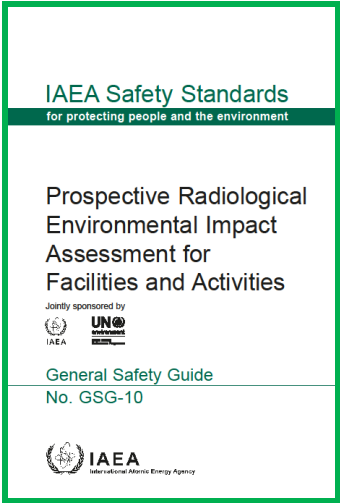 IAEA Safety Standards
for protecting people and the environment
Prospective Radiological
Environmental Impact
Assessment for
Facilities and Activities
Jointly sponsored by
IAEA
UN
environment
General Safety Guide
No. GSG-10
IAEA
International Atomic Energy Agency